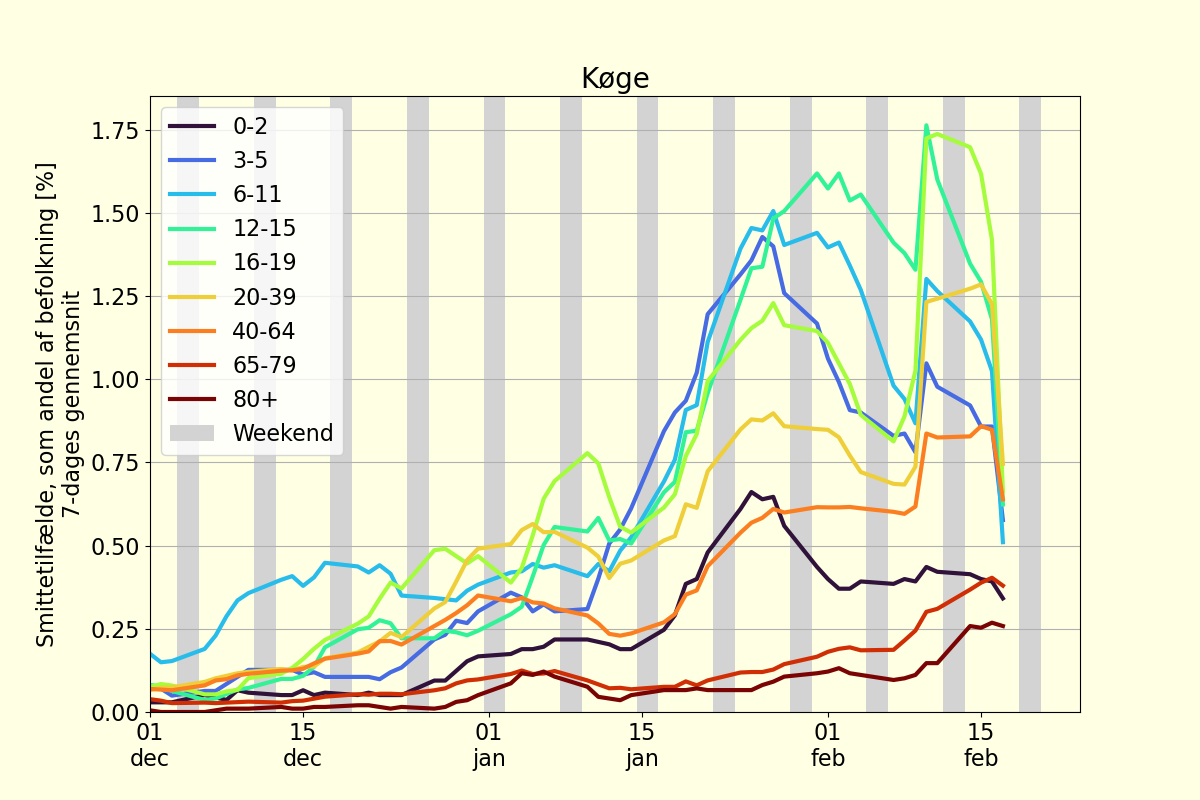 Køge
Smittetilfælde, som andel af befolkning [%]
7-dages gennemsnit
1.75
1.50
1.25
1.00
0.75
0.50
0.25
0.00
0-2
3-5
6-11
12-15
16-19
20-39
40-64
65-79
80+
Weekend
01 15 01 15 01 15
dec dec jan jan feb feb